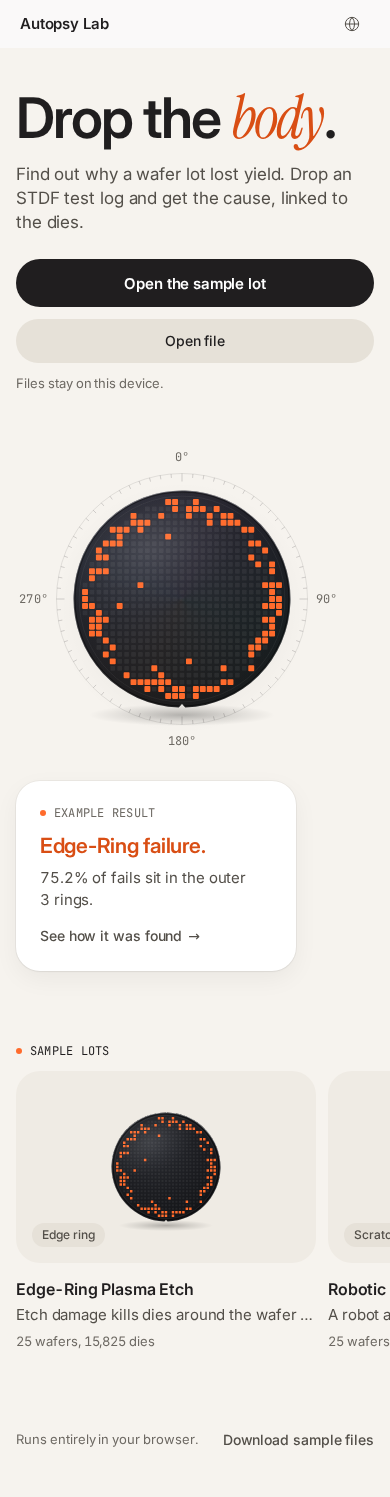 Autopsy Lab
Drop the body.
Find out why a wafer lot lost yield. Drop an
STDF test log and get the cause, linked to
the dies.
Open the sample lot
Open file
Files stay on this device.
0°
270°
90°
180°
EXAMPLE RESULT
Edge-Ring failure.
75.2% of fails sit in the outer
3 rings.
See how it was found →
SAMPLE LOTS
Edge ring
Scratc
Edge-Ring Plasma Etch
Robotic
Etch damage kills dies around the wafer ...
A robot a
25 wafers, 15,825 dies
25 wafers
Runs entirely in your browser.
Download sample files